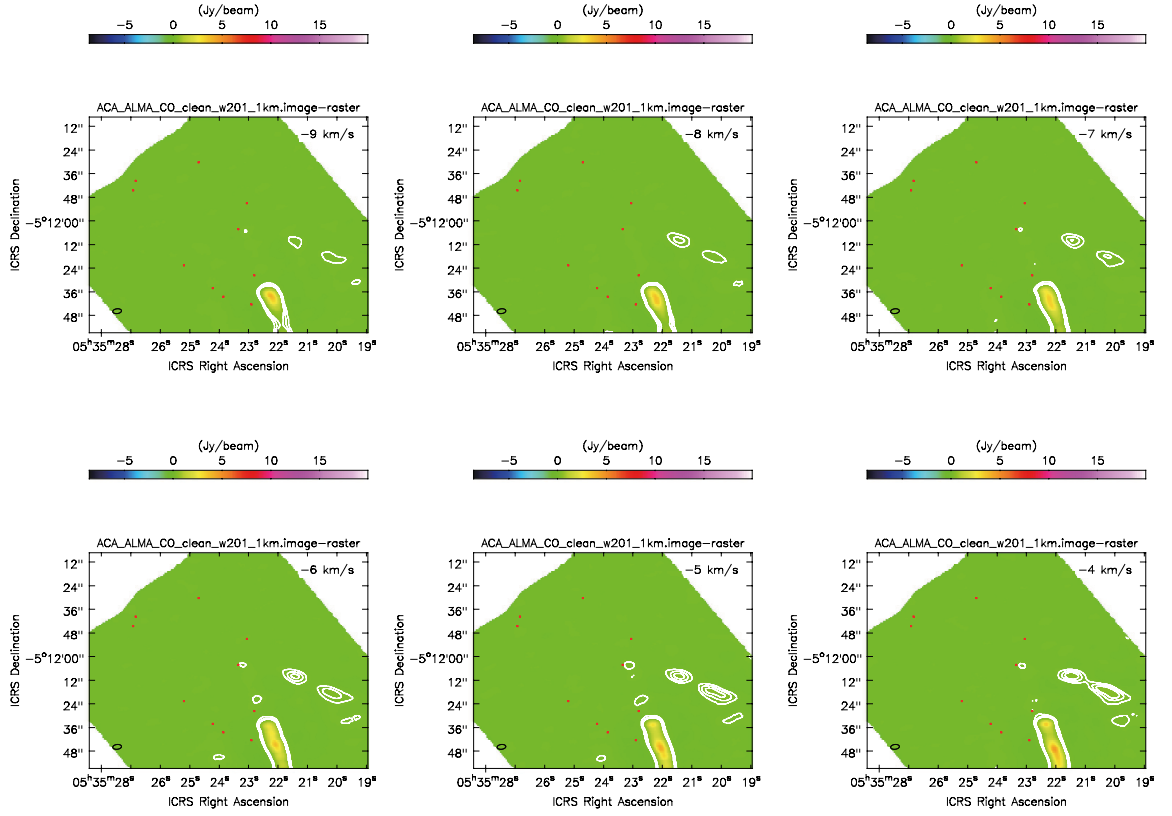 (Jy/beam) (Jy/beam) (Jy/beam)
−5 0 5 10 15 −5 0 5 10 15 −5 0 5 10 15
ACA_ALMA_CO_clean_w201_1km.image-raster ACA_ALMA_CO_clean_w201_1km.image-raster ACA_ALMA_CO_clean_w201_1km.image-raster
−9 km/s −8 km/s −7 km/s
12" 12" 12"
24" 24" 24"
36" 36" 36"
48" 48" 48"
−5°12'00" −5°12'00" −5°12'00"
12" 12" 12"
24" 24" 24"
36" 36" 36"
48" 48" 48"
ICRS Declination ICRS Declination ICRS Declination
05ʰ35ᵐ28ˢ 26ˢ 25ˢ 24ˢ 23ˢ 22ˢ 21ˢ 20ˢ 19ˢ 05ʰ35ᵐ28ˢ 26ˢ 25ˢ 24ˢ 23ˢ 22ˢ 21ˢ 20ˢ 19ˢ 05ʰ35ᵐ28ˢ 26ˢ 25ˢ 24ˢ 23ˢ 22ˢ 21ˢ 20ˢ 19ˢ
ICRS Right Ascension ICRS Right Ascension ICRS Right Ascension
(Jy/beam) (Jy/beam) (Jy/beam)
−5 0 5 10 15 −5 0 5 10 15 −5 0 5 10 15
ACA_ALMA_CO_clean_w201_1km.image-raster ACA_ALMA_CO_clean_w201_1km.image-raster ACA_ALMA_CO_clean_w201_1km.image-raster
−6 km/s −5 km/s −4 km/s
12" 12" 12"
24" 24" 24"
36" 36" 36"
48" 48" 48"
−5°12'00" −5°12'00" −5°12'00"
12" 12" 12"
24" 24" 24"
36" 36" 36"
48" 48" 48"
ICRS Declination ICRS Declination ICRS Declination
05ʰ35ᵐ28ˢ 26ˢ 25ˢ 24ˢ 23ˢ 22ˢ 21ˢ 20ˢ 19ˢ 05ʰ35ᵐ28ˢ 26ˢ 25ˢ 24ˢ 23ˢ 22ˢ 21ˢ 20ˢ 19ˢ 05ʰ35ᵐ28ˢ 26ˢ 25ˢ 24ˢ 23ˢ 22ˢ 21ˢ 20ˢ 19ˢ
ICRS Right Ascension ICRS Right Ascension ICRS Right Ascension